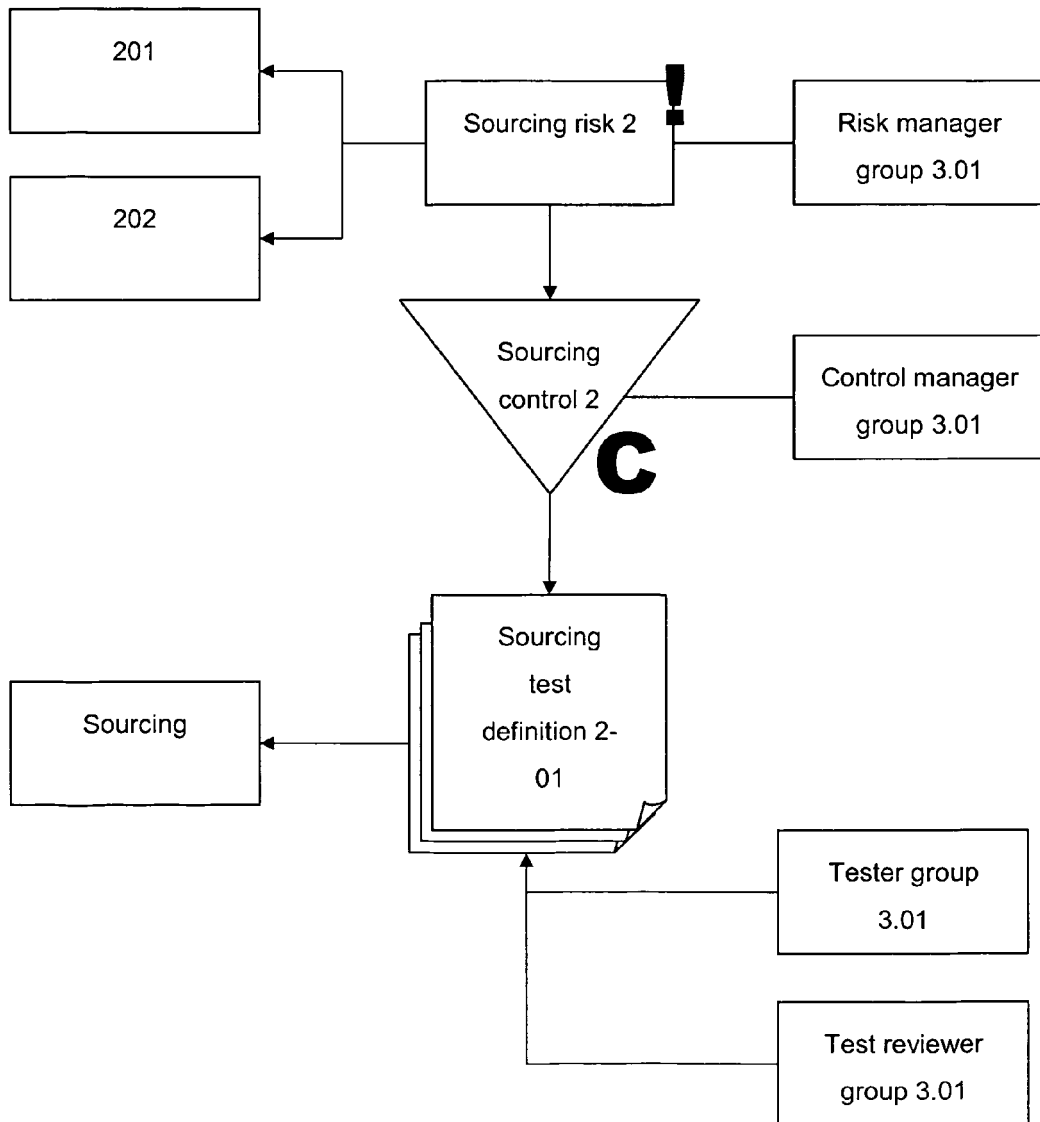 201
!
Sourcing risk 2
Risk manager
group 3.01
202
Sourcing
control 2
Control manager
group 3.01
C
Sourcing
test
definition 2-
01
Sourcing
Tester group
3.01
Test reviewer
group 3.01